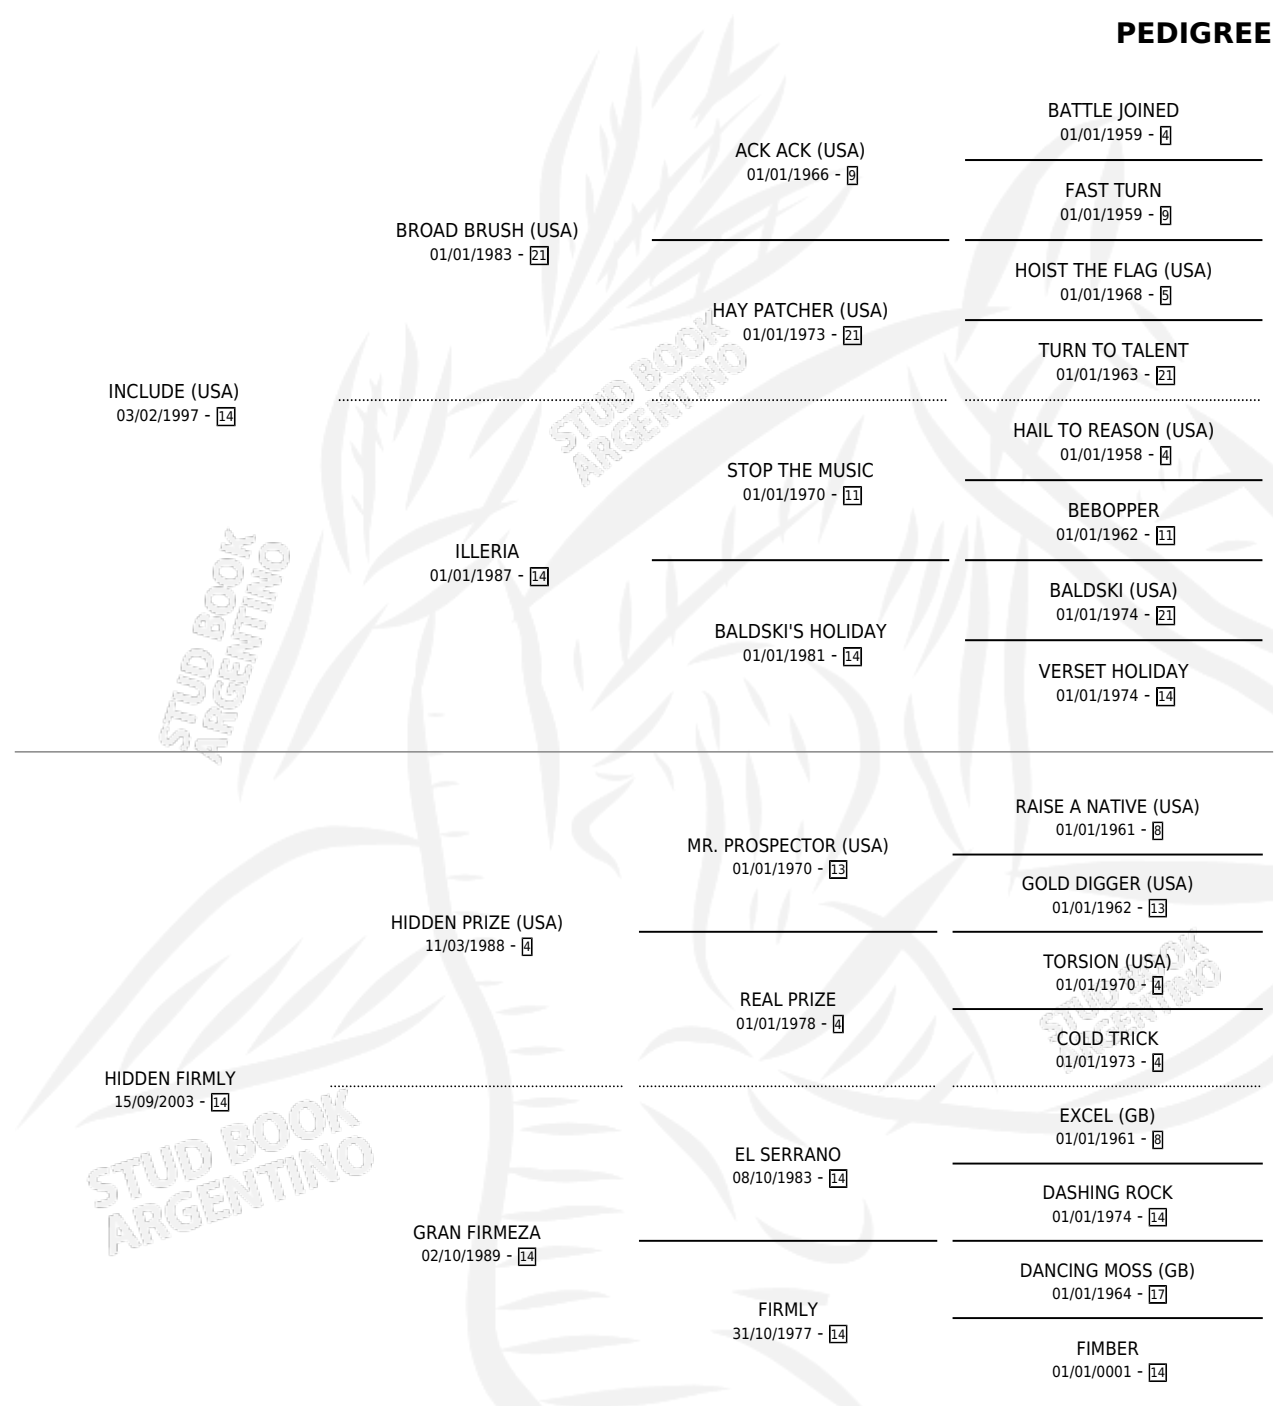 PEDIGREE
BATTLE JOINED
01/01/1959 - 4
ACK ACK (USA)
01/01/1966 - 9
FAST TURN
01/01/1959 - 9
BROAD BRUSH (USA)
01/01/1983 - 21
HOIST THE FLAG (USA)
01/01/1968 - 5
HAY PATCHER (USA)
01/01/1973 - 21
TURN TO TALENT
01/01/1963 - 21
INCLUDE (USA)
03/02/1997 - 14
HAIL TO REASON (USA)
01/01/1958 - 4
STOP THE MUSIC
01/01/1970 - 11
BEBOPPER
01/01/1962 - 11
ILLERIA
01/01/1987 - 14
BALDSKI (USA)
01/01/1974 - 21
BALDSKI'S HOLIDAY
01/01/1981 - 14
VERSET HOLIDAY
01/01/1974 - 14
RAISE A NATIVE (USA)
01/01/1961 - 8
MR. PROSPECTOR (USA)
01/01/1970 - 13
GOLD DIGGER (USA)
01/01/1962 - 13
HIDDEN PRIZE (USA)
11/03/1988 - 4
TORSION (USA)
01/01/1970 - 4
REAL PRIZE
01/01/1978 - 4
COLD TRICK
01/01/1973 - 4
HIDDEN FIRMLY
15/09/2003 - 14
EXCEL (GB)
01/01/1961 - 8
EL SERRANO
08/10/1983 - 14
DASHING ROCK
01/01/1974 - 14
GRAN FIRMEZA
02/10/1989 - 14
DANCING MOSS (GB)
01/01/1964 - 17
FIRMLY
31/10/1977 - 14
FIMBER
01/01/0001 - 14
STUD BOOK
ARGENTINO
STUD BOOK
ARGENTINO
STUD BOOK
ARGENTINO
STUD BOOK
ARGENTINO